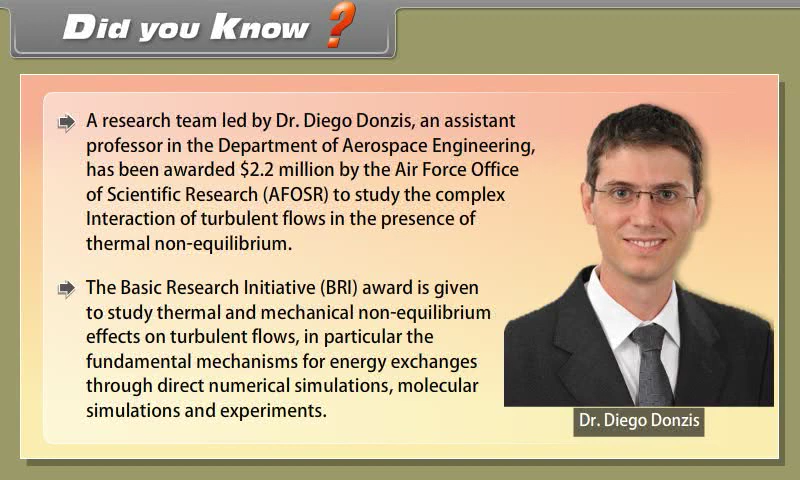 Did you Know ?
A research team led by Dr. Diego Donzis, an assistant
professor in the Department of Aerospace Engineering,
has been awarded $2.2 million by the Air Force Office
of Scientific Research (AFOSR) to study the complex
Interaction of turbulent flows in the presence of
thermal non-equilibrium.
The Basic Research Initiative (BRI) award is given
to study thermal and mechanical non-equilibrium
effects on turbulent flows, in particular the
fundamental mechanisms for energy exchanges
through direct numerical simulations, molecular
simulations and experiments.
Dr. Diego Donzis